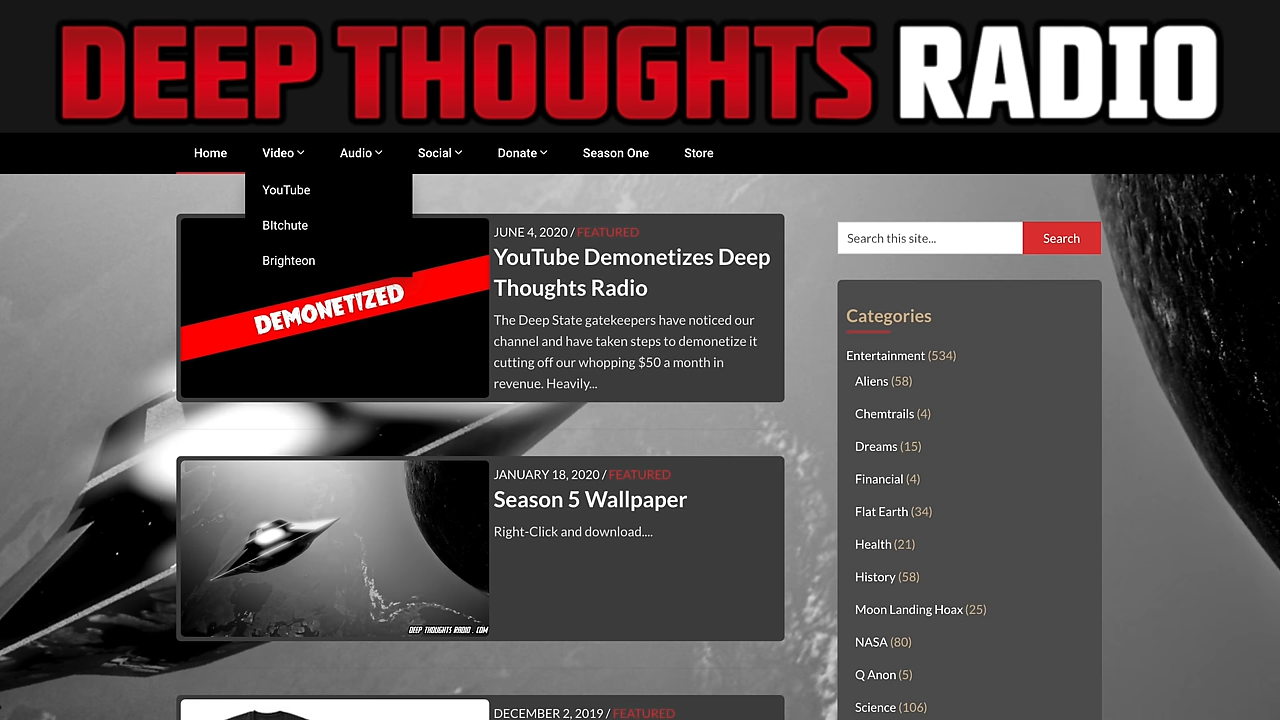 DEEP THOUGHTS RADIO
Home Video Audio Social Donate Season One Store
YouTube
BItchute
Brighteon
DEMONETIZED
JUNE 4, 2020 / FEATURED
YouTube Demonetizes Deep
Thoughts Radio
The Deep State gatekeepers have noticed our
channel and have taken steps to demonetize it
cutting off our whopping $50 a month in
revenue. Heavily...
JANUARY 18, 2020 / FEATURED
Season 5 Wallpaper
Right-Click and download....
DEEP THOUGHTS RADIO . COM
DECEMBER 2, 2019 / FEATURED
Search this site... Search
Categories
Entertainment (534)
Aliens (58)
Chemtrails (4)
Dreams (15)
Financial (4)
Flat Earth (34)
Health (21)
History (58)
Moon Landing Hoax (25)
NASA (80)
Q Anon (5)
Science (106)